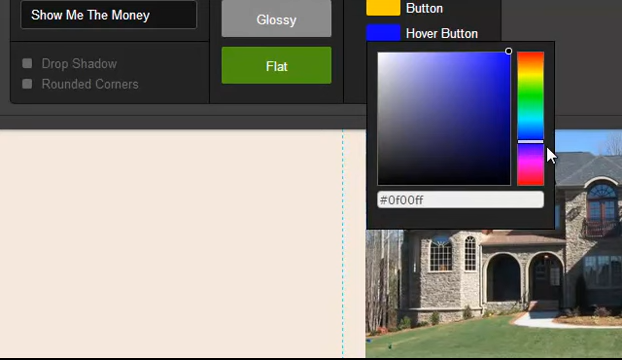 Show Me The Money
Drop Shadow
Rounded Corners
Glossy
Flat
Button
Hover Button
#0f00ff